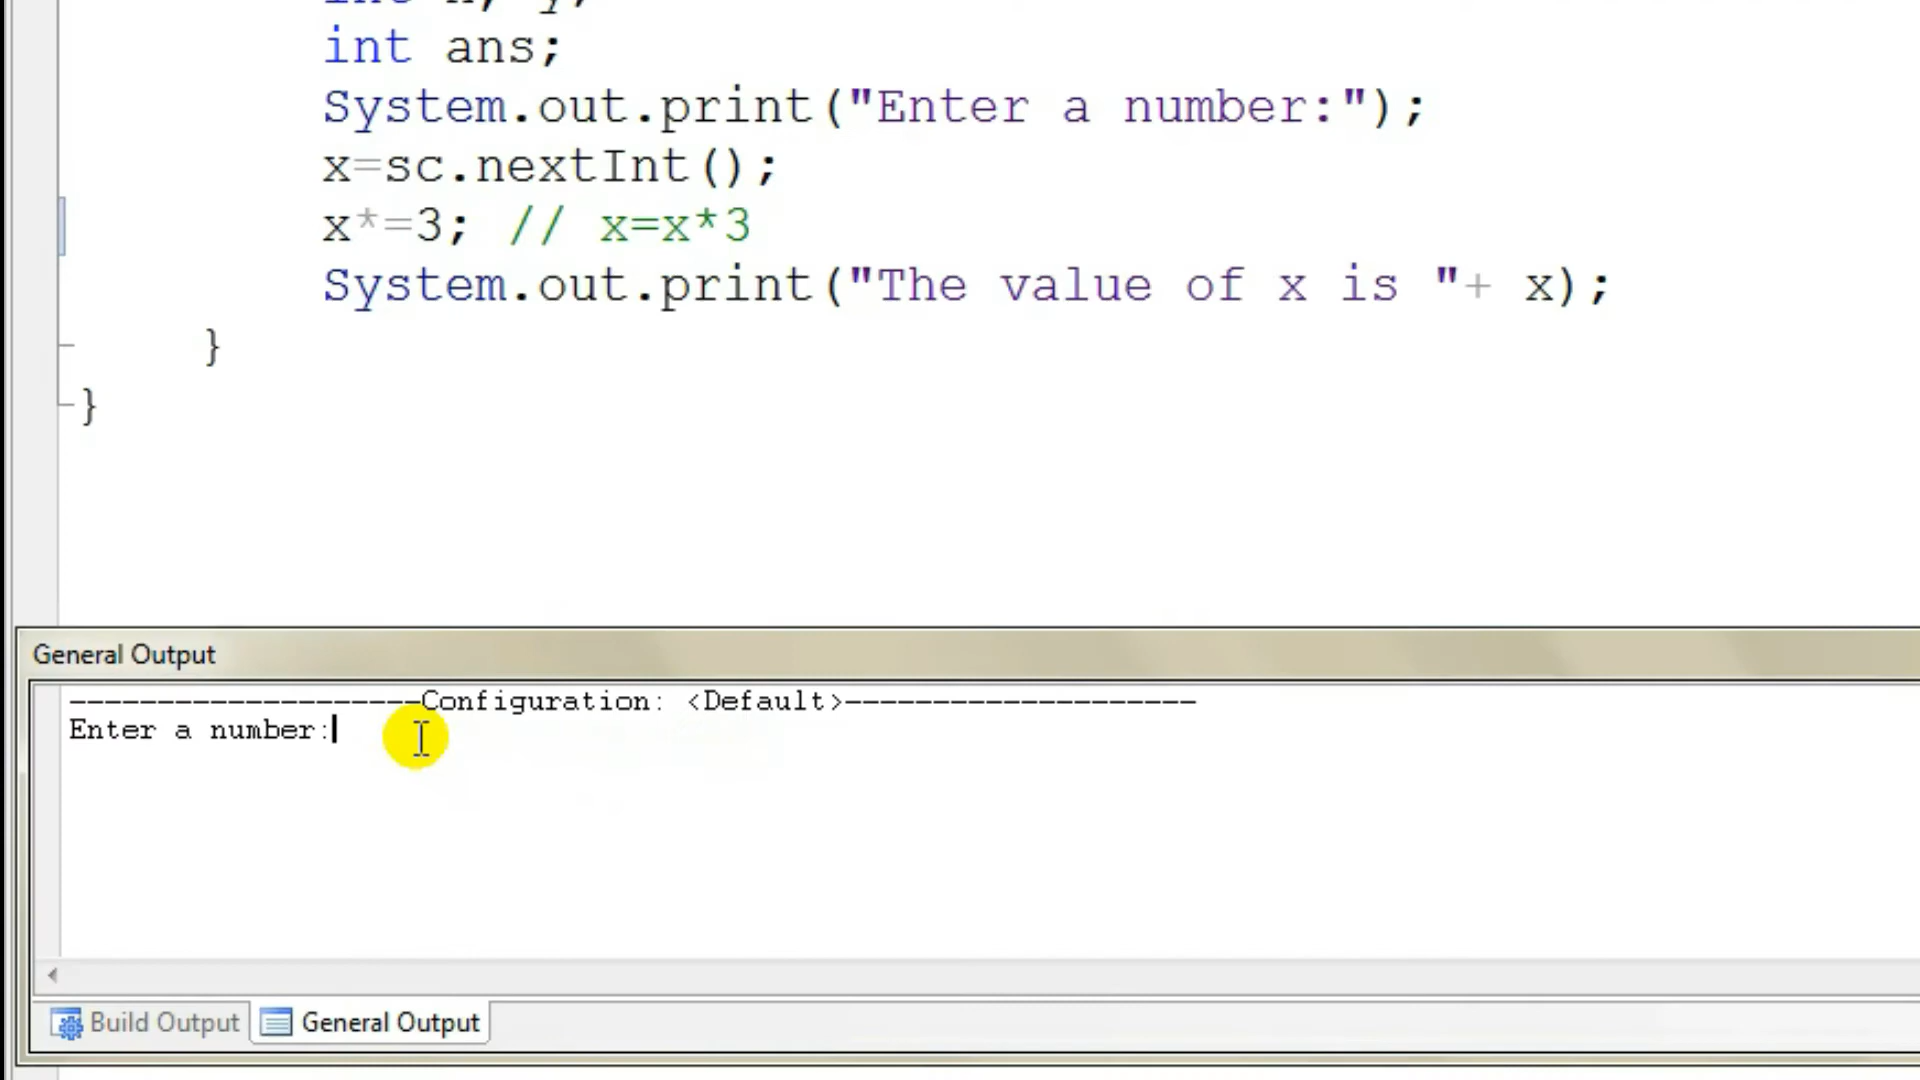 int x, y;
int ans;
System.out.print("Enter a number:");
x=sc.nextInt();
x*=3; // x=x*3
System.out.print("The value of x is "+ x);
}
}
General Output
--------------------Configuration: <Default>--------------------
Enter a number:
Build Output
General Output